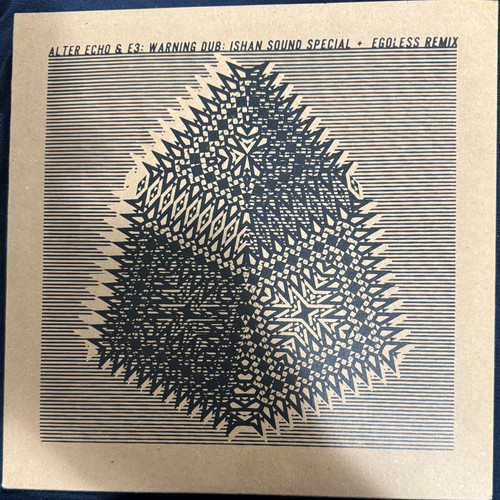 ALTER ECHO & E3: WARNING DUB: ISHAN SOUND SPECIAL + EGOLESS REMIX